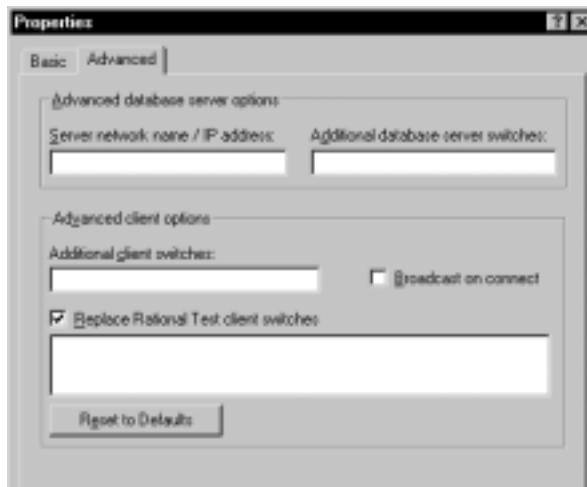 Properties
Basic Advanced
Advanced database server options
Server network name / IP address: Additional database server switches:
Advanced client options
Additional client switches:
Broadcast on connect
Replace Rational Test client switches
Reset to Defaults